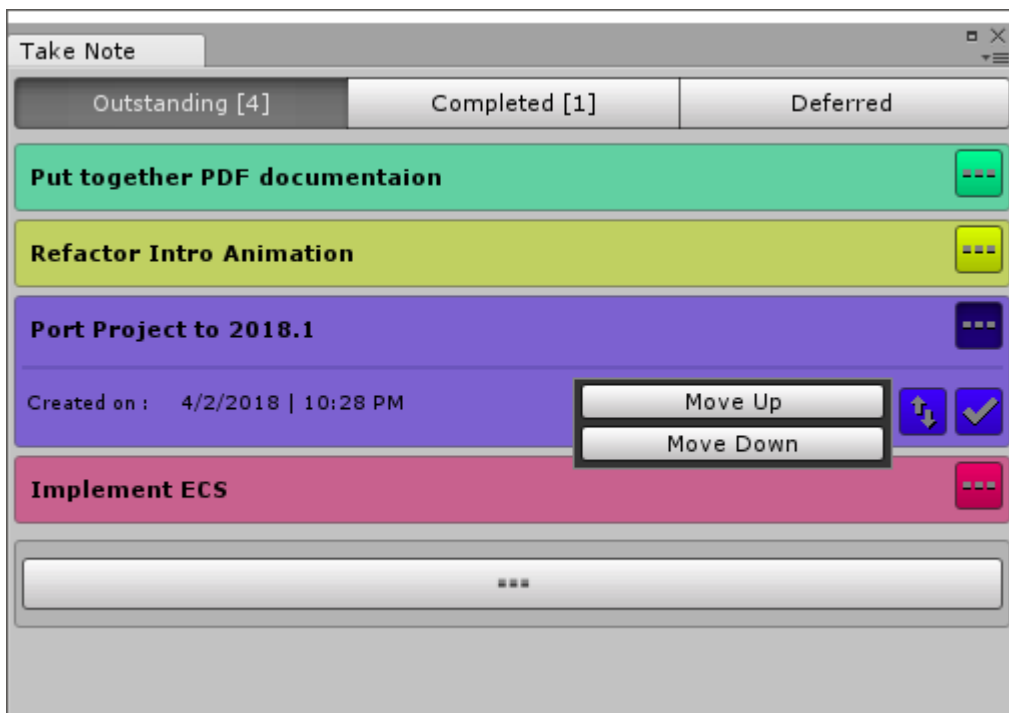 Take Note
Outstanding [4] Completed [1] Deferred
Put together PDF documentaion
Refactor Intro Animation
Port Project to 2018.1
Created on : 4/2/2018 | 10:28 PM
Move Up
Move Down
Implement ECS